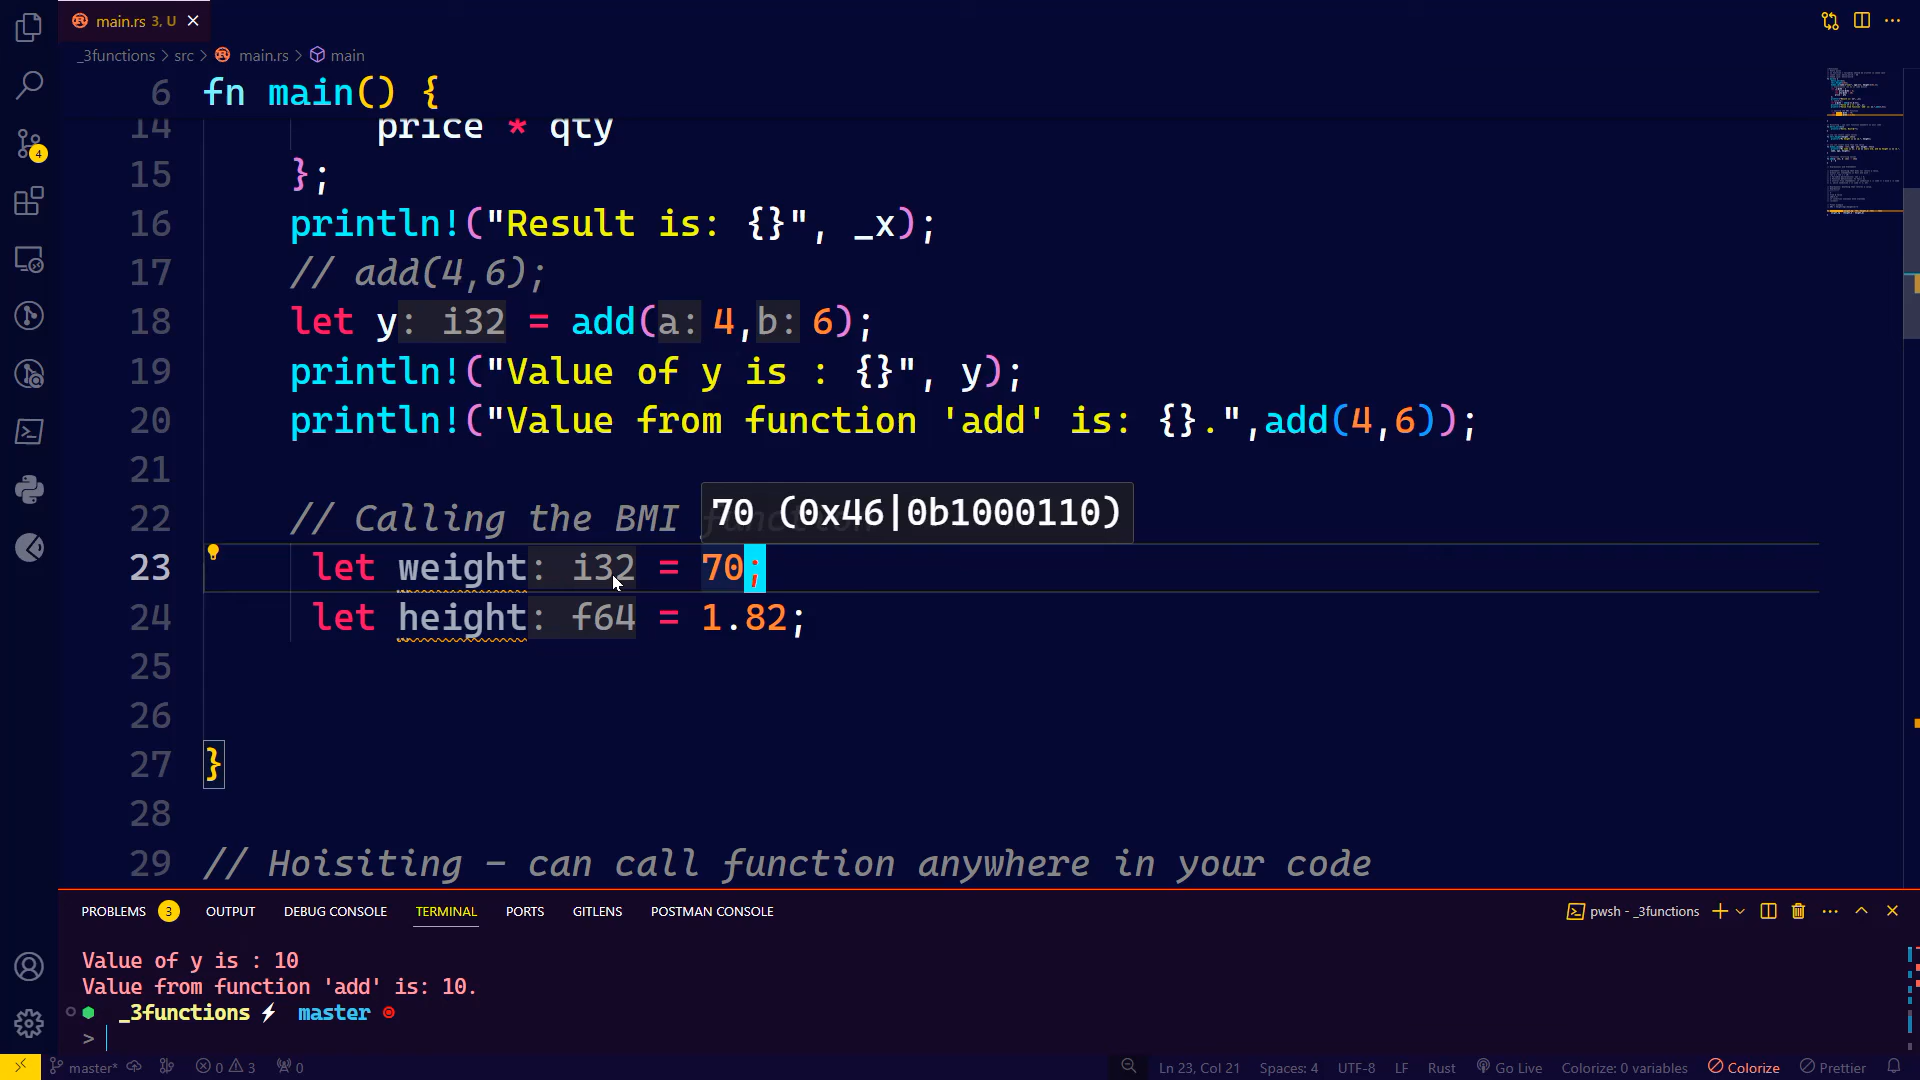 main.rs 3, U
_3functions > src > main.rs > main
6 fn main() {
14 price * qty
15 };
16 println!("Result is: {}", _x);
17 // add(4,6);
18 let y: i32 = add(a: 4,b: 6);
19 println!("Value of y is : {}", y);
20 println!("Value from function 'add' is: {}.",add(4,6));
21
70 (0x46|0b1000110)
22 // Calling the BMI
23 let weight: i32 = 70;
24 let height: f64 = 1.82;
25
26
27 }
28
29 // Hoisiting - can call function anywhere in your code
PROBLEMS 3 OUTPUT DEBUG CONSOLE TERMINAL PORTS GITLENS POSTMAN CONSOLE pwsh - _3functions
Value of y is : 10
Value from function 'add' is: 10.
_3functions master
>
master* 0 3 0 Ln 23, Col 21 Spaces: 4 UTF-8 LF Rust Go Live Colorize: 0 variables Colorize Prettier
4